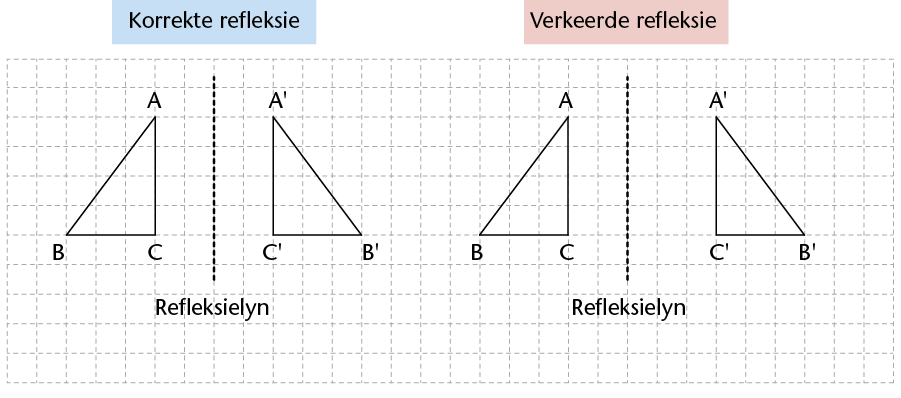 Korrekte refleksie
Verkeerde refleksie
A A' A A'
B C C' B' B C C' B'
Refleksielyn
Refleksielyn